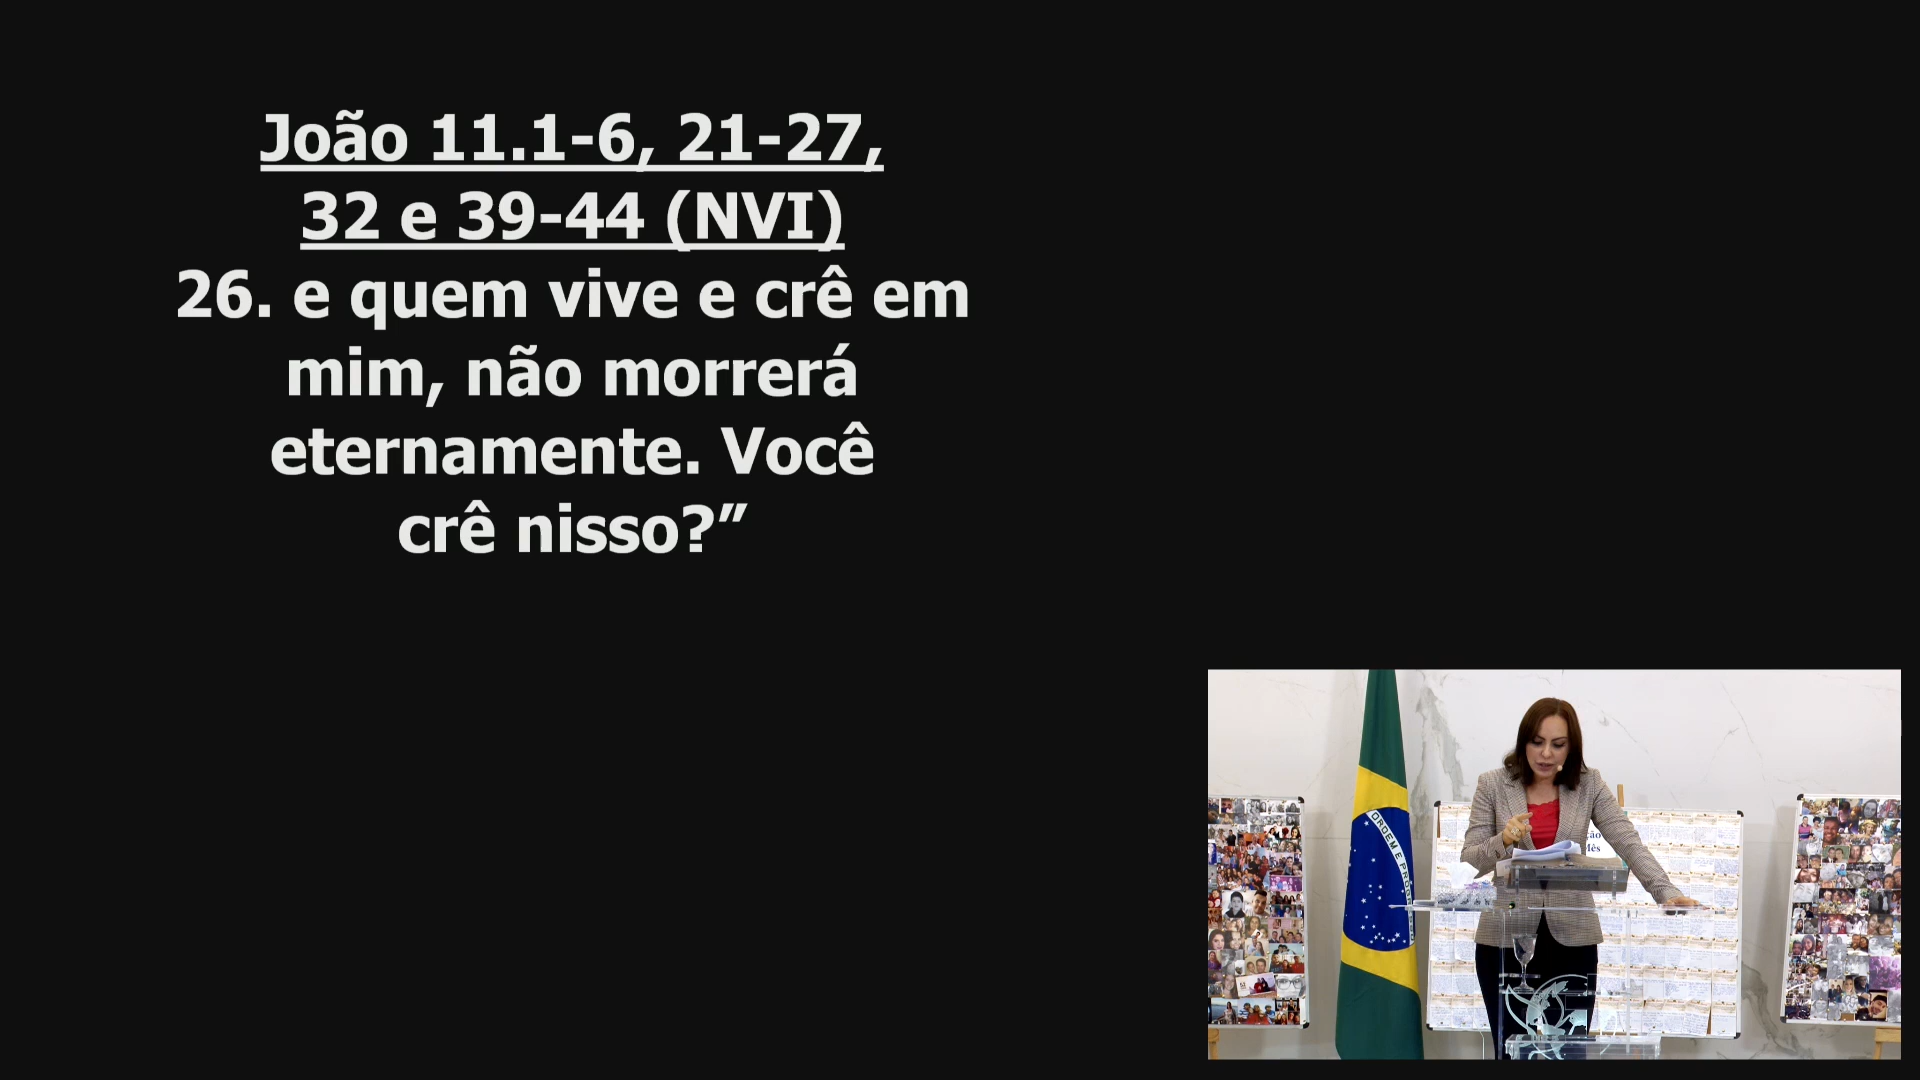 João 11.1-6, 21-27,
32 e 39-44 (NVI)
26. e quem vive e crê em
mim, não morrerá
eternamente. Você
crê nisso?”
ORDEM E PROGRESSO